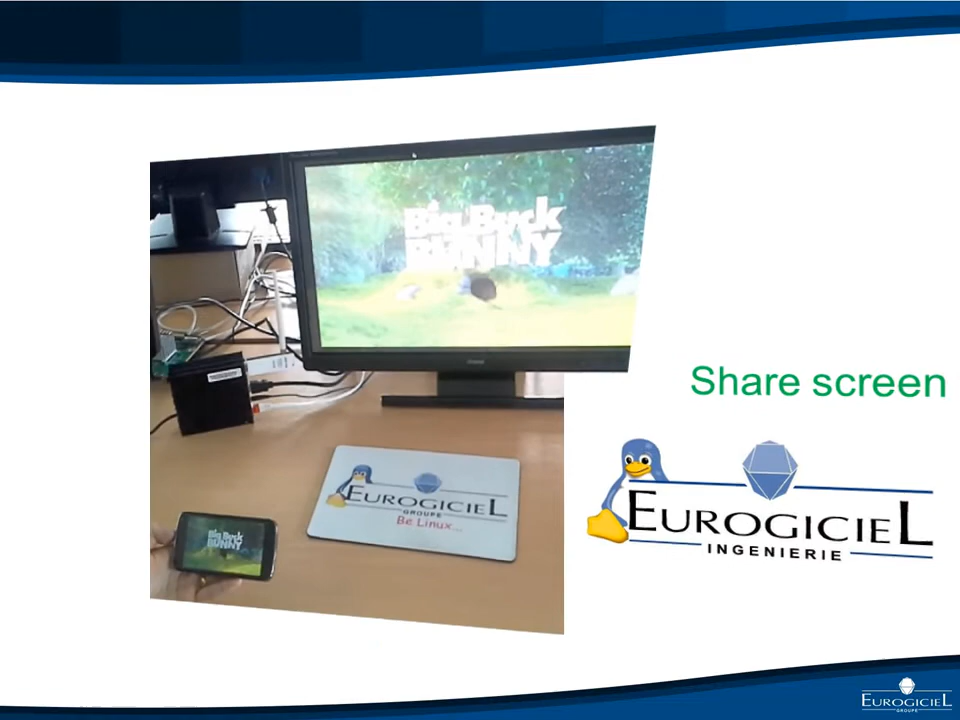 Big Buck
BUNNY
Share screen
EUROGICIEL
GROUPE
Be Linux...
Big Buck
BUNNY
EUROGICIEL
INGENIERIE
EUROGICIEL
GROUPE